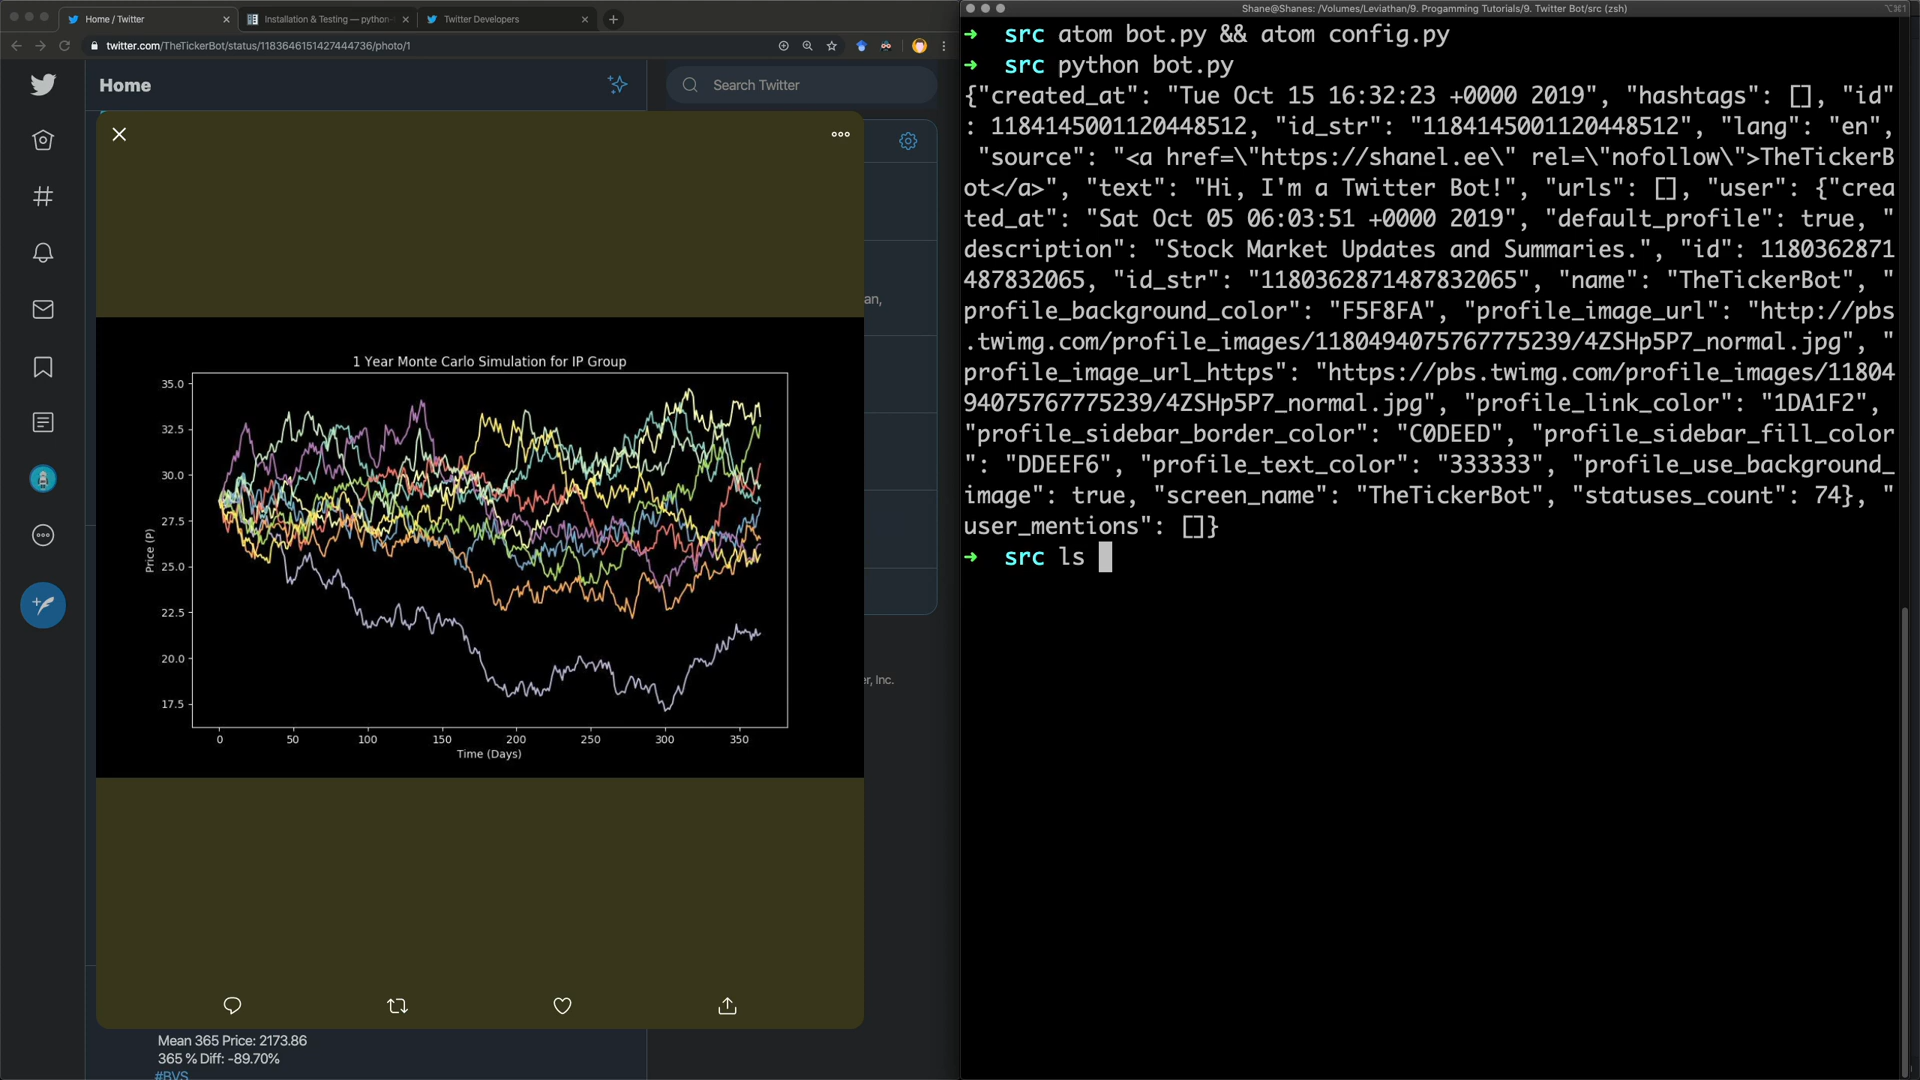 Home / Twitter
Installation & Testing — python-
Twitter Developers
twitter.com/TheTickerBot/status/1183646151427444736/photo/1
Home
Search Twitter
an,
er, Inc.
1 Year Monte Carlo Simulation for IP Group
35.0
32.5
30.0
27.5
25.0
22.5
20.0
17.5
Price (P)
0 50 100 150 200 250 300 350
Time (Days)
Mean 365 Price: 2173.86
365 % Diff: -89.70%
#BVS
Shane@Shanes: /Volumes/Leviathan/9. Progamming Tutorials/9. Twitter Bot/src (zsh)
⌥⌘1
➜ src atom bot.py && atom config.py
➜ src python bot.py
{"created_at": "Tue Oct 15 16:32:23 +0000 2019", "hashtags": [], "id"
: 1184145001120448512, "id_str": "1184145001120448512", "lang": "en",
"source": "<a href=\"https://shanel.ee\" rel=\"nofollow\">TheTickerB
ot</a>", "text": "Hi, I'm a Twitter Bot!", "urls": [], "user": {"crea
ted_at": "Sat Oct 05 06:03:51 +0000 2019", "default_profile": true, "
description": "Stock Market Updates and Summaries.", "id": 1180362871
487832065, "id_str": "1180362871487832065", "name": "TheTickerBot", "
profile_background_color": "F5F8FA", "profile_image_url": "http://pbs
.twimg.com/profile_images/1180494075767775239/4ZSHp5P7_normal.jpg", "
profile_image_url_https": "https://pbs.twimg.com/profile_images/11804
94075767775239/4ZSHp5P7_normal.jpg", "profile_link_color": "1DA1F2",
"profile_sidebar_border_color": "C0DEED", "profile_sidebar_fill_color
": "DDEEF6", "profile_text_color": "333333", "profile_use_background_
image": true, "screen_name": "TheTickerBot", "statuses_count": 74}, "
user_mentions": []}
➜ src ls